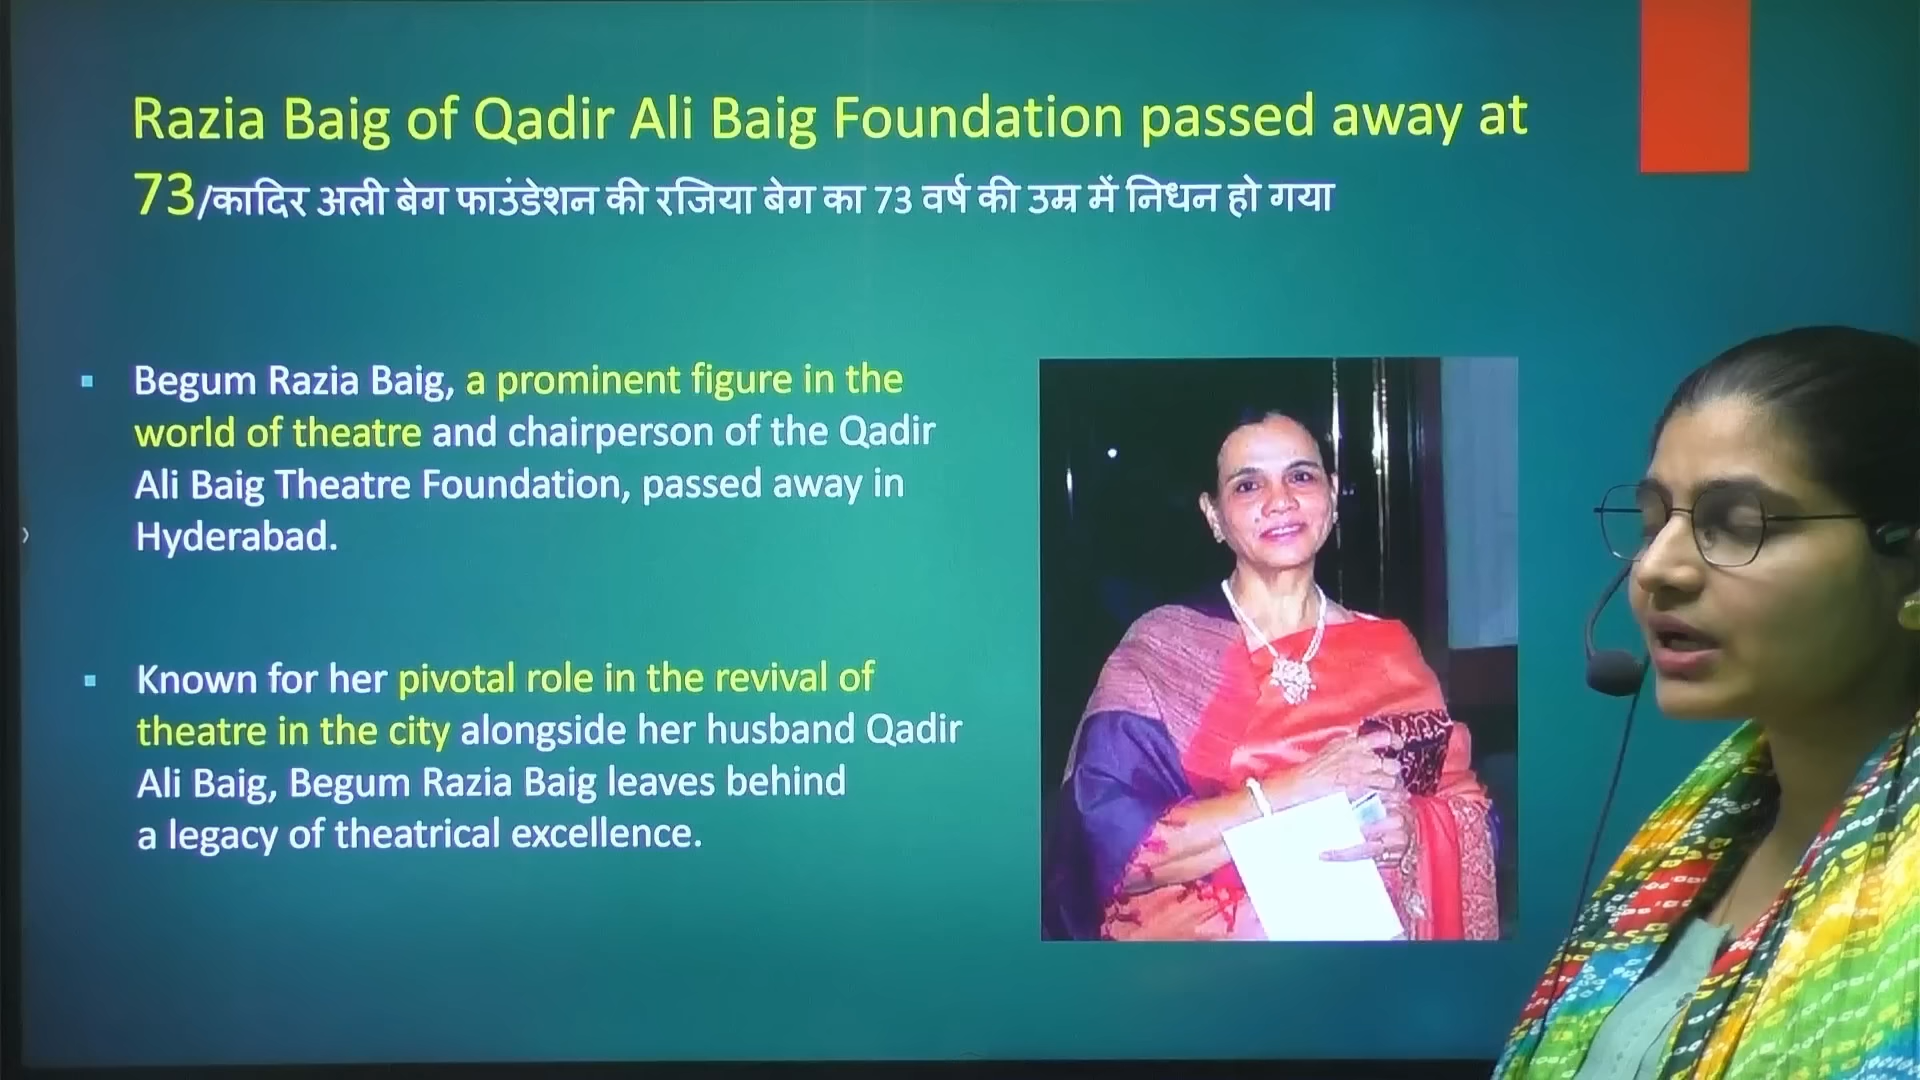 Razia Baig of Qadir Ali Baig Foundation passed away at
73/कादिर अली बेग फाउंडेशन की रजिया बेग का 73 वर्ष की उम्र में निधन हो गया
Begum Razia Baig, a prominent figure in the
world of theatre and chairperson of the Qadir
Ali Baig Theatre Foundation, passed away in
Hyderabad.
Known for her pivotal role in the revival of
theatre in the city alongside her husband Qadir
Ali Baig, Begum Razia Baig leaves behind
a legacy of theatrical excellence.